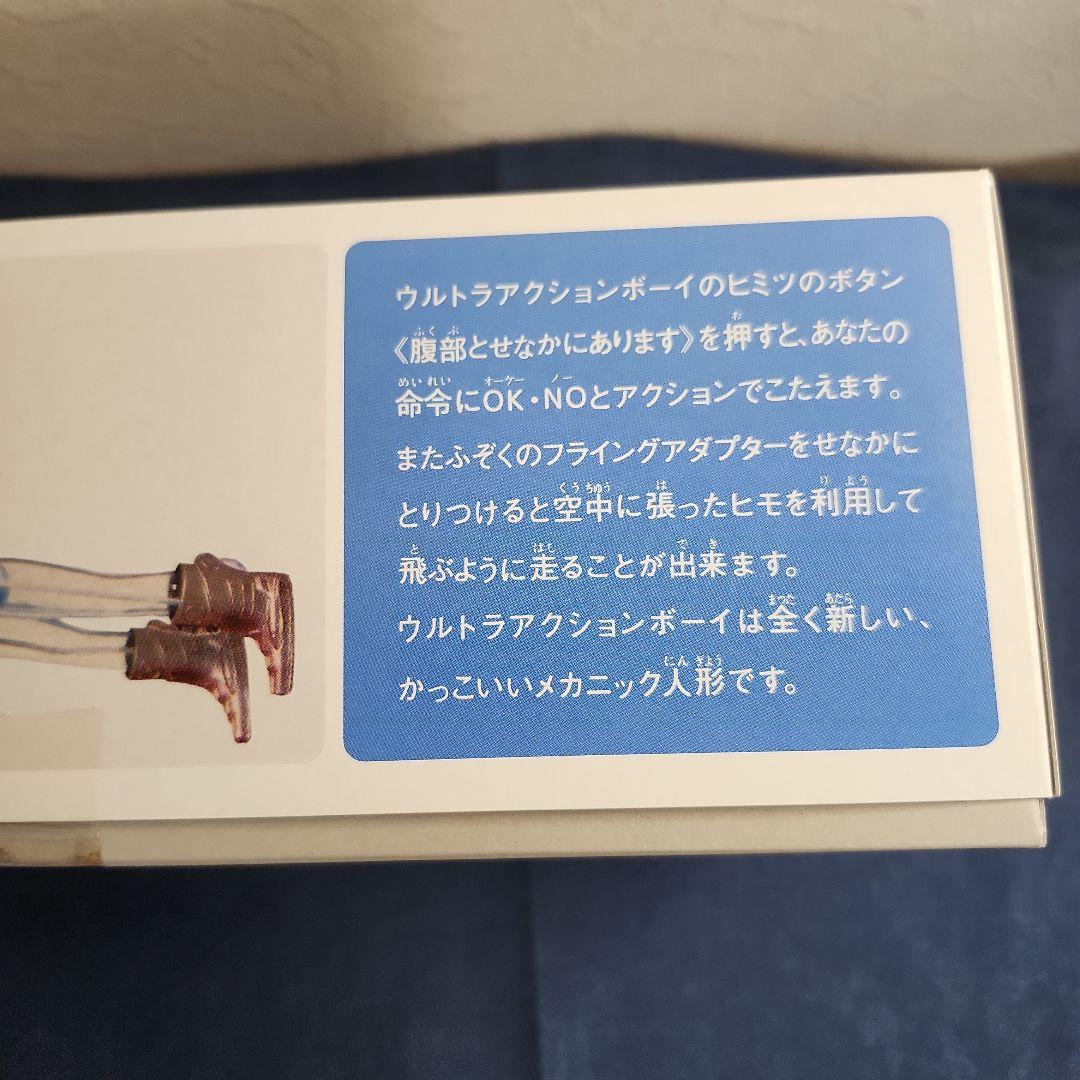 ウルトラアクションボーイのヒミツのボタン
《腹部とせなかにあります》を押すと、あなたの
命令にOK・NOとアクションでこたえます。
またふぞくのフライングアダプターをせなかに
とりつけると空中に張ったヒモを利用して
飛ぶように走ることが出来ます。
ウルトラアクションボーイは全く新しい、
かっこいいメカニック人形です。